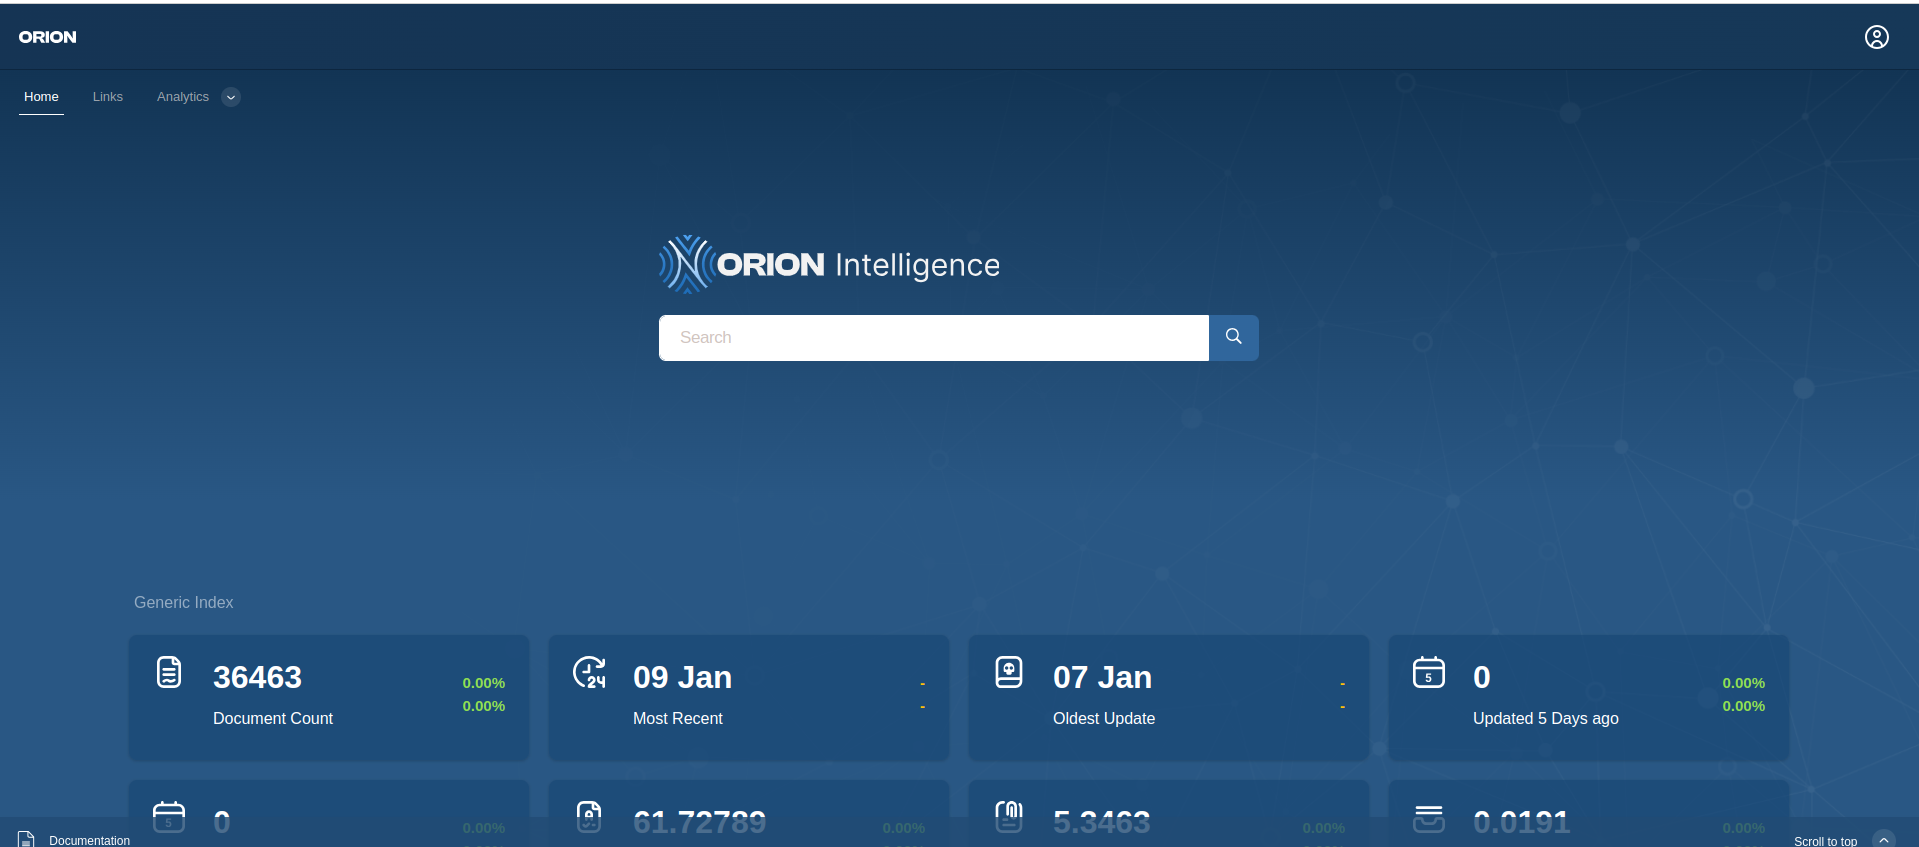 ORION
Home Links Analytics
ORION Intelligence
Search
Generic Index
36463 0.00%
0.00%
Document Count
09 Jan -
-
Most Recent
07 Jan -
-
Oldest Update
5 0 0.00%
0.00%
Updated 5 Days ago
5 0 0.00%
61.72789 0.00%
5.3463 0.00%
0.0191 0.00%
Documentation
Scroll to top